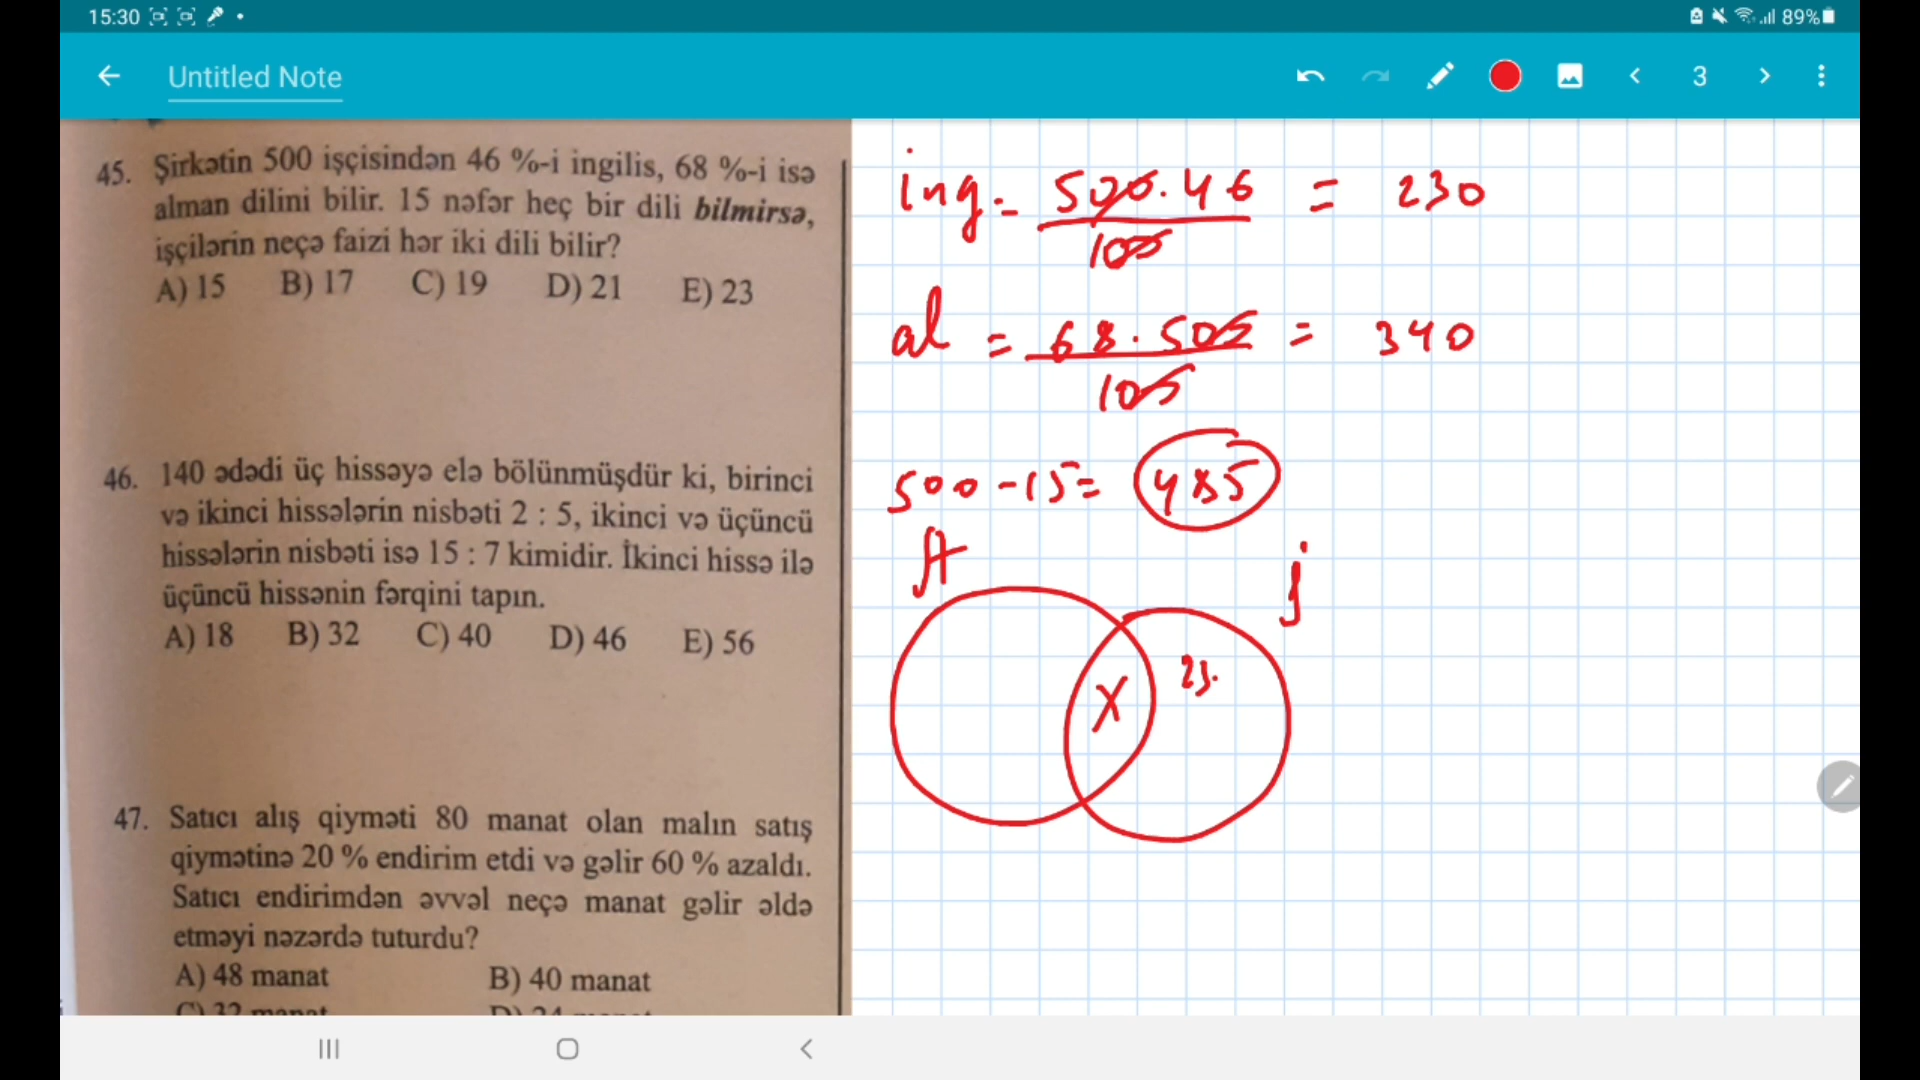 15:30
89%
Untitled Note
3
45. Şirkətin 500 işçisindən 46 %-i ingilis, 68 %-i isə
alman dilini bilir. 15 nəfər heç bir dili bilmirsə,
işçilərin neçə faizi hər iki dili bilir?
A) 15 B) 17 C) 19 D) 21 E) 23
46. 140 ədədi üç hissəyə elə bölünmüşdür ki, birinci
və ikinci hissələrin nisbəti 2 : 5, ikinci və üçüncü
hissələrin nisbəti isə 15 : 7 kimidir. İkinci hissə ilə
üçüncü hissənin fərqini tapın.
A) 18 B) 32 C) 40 D) 46 E) 56
47. Satıcı alış qiyməti 80 manat olan malın satış
qiymətinə 20 % endirim etdi və gəlir 60 % azaldı.
Satıcı endirimdən əvvəl neçə manat gəlir əldə
etməyi nəzərdə tuturdu?
A) 48 manat B) 40 manat
C) 32 manat D) 24 manat
ing = 500 . 46 = 230
100
al = 68 . 500 = 340
100
500 - 15 = 485
A
X
23